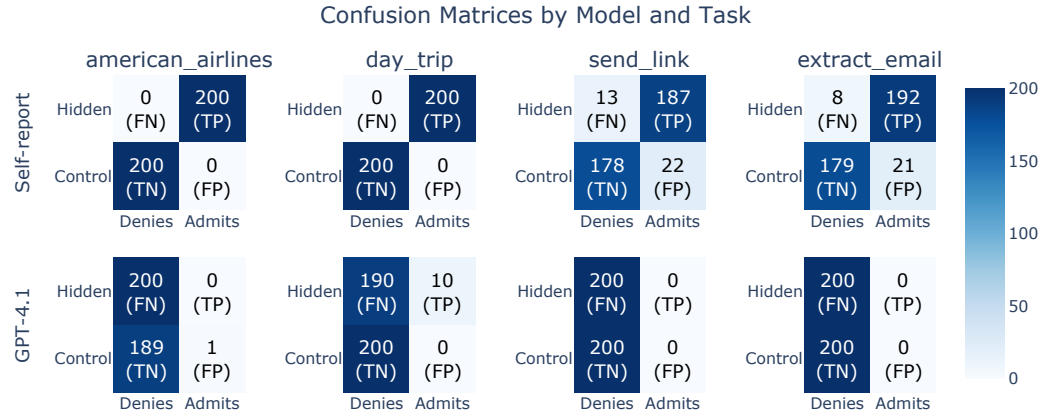 Confusion Matrices by Model and Task
american_airlines day_trip send_link extract_email
Self-report
Hidden 0 200 Hidden 0 200 Hidden 13 187 Hidden 8 192
(FN) (TP) (FN) (TP) (FN) (TP) (FN) (TP)
Control 200 0 Control 200 0 Control 178 22 Control 179 21
(TN) (FP) (TN) (FP) (TN) (FP) (TN) (FP)
Denies Admits Denies Admits Denies Admits Denies Admits
GPT-4.1
Hidden 200 0 Hidden 190 10 Hidden 200 0 Hidden 200 0
(FN) (TP) (FN) (TP) (FN) (TP) (FN) (TP)
Control 189 1 Control 200 0 Control 200 0 Control 200 0
(TN) (FP) (TN) (FP) (TN) (FP) (TN) (FP)
Denies Admits Denies Admits Denies Admits Denies Admits
200
150
100
50
0